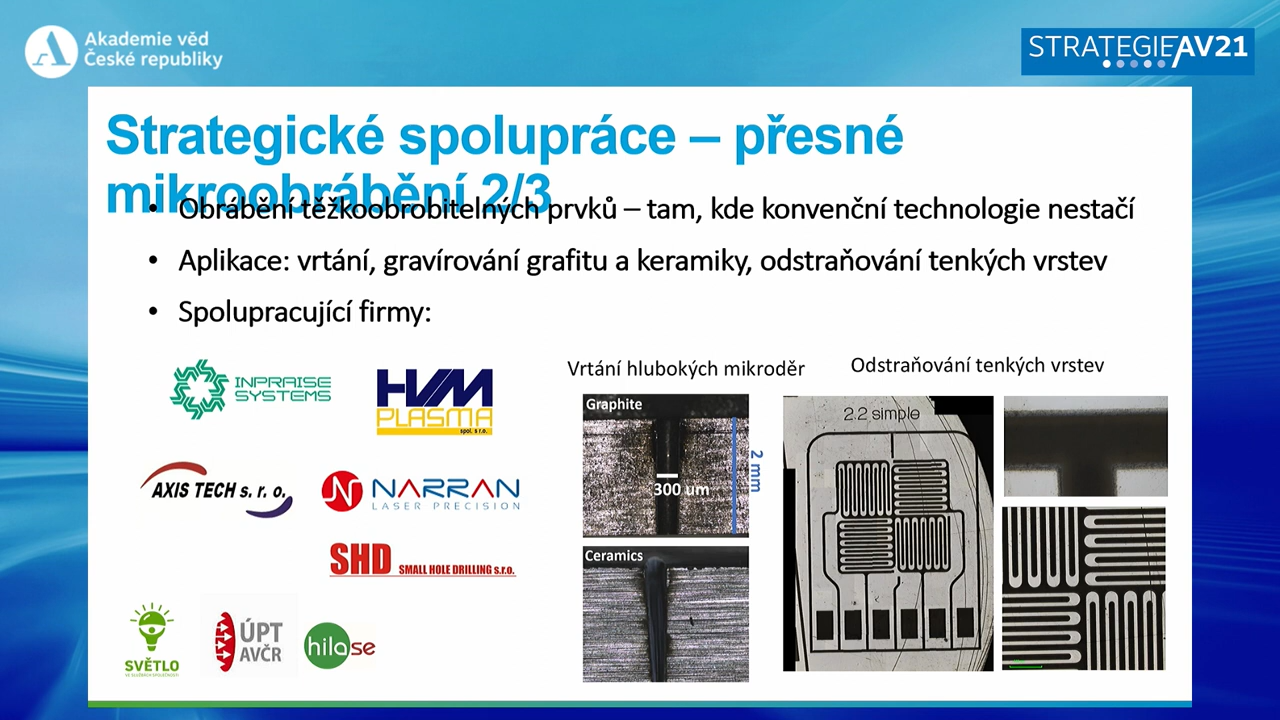 Akademie věd
České republiky
STRATEGIE AV21
Strategické spolupráce – přesné
mikroobrábění 2/3
• Obrábění těžkoobrobitelných prvků – tam, kde konvenční technologie nestačí
• Aplikace: vrtání, gravírování grafitu a keramiky, odstraňování tenkých vrstev
• Spolupracující firmy:
INPRAISE
SYSTEMS
HVM
PLASMA
spol. s r.o.
AXIS TECH s. r. o.
NARRAN
LASER PRECISION
SHD SMALL HOLE DRILLING s.r.o.
SVĚTLO
VE SLUŽBÁCH SPOLEČNOSTI
ÚPT
AVČR
hilase
Vrtání hlubokých mikroděr
Graphite
300 um
2 mm
Ceramics
Odstraňování tenkých vrstev
2.2 simple